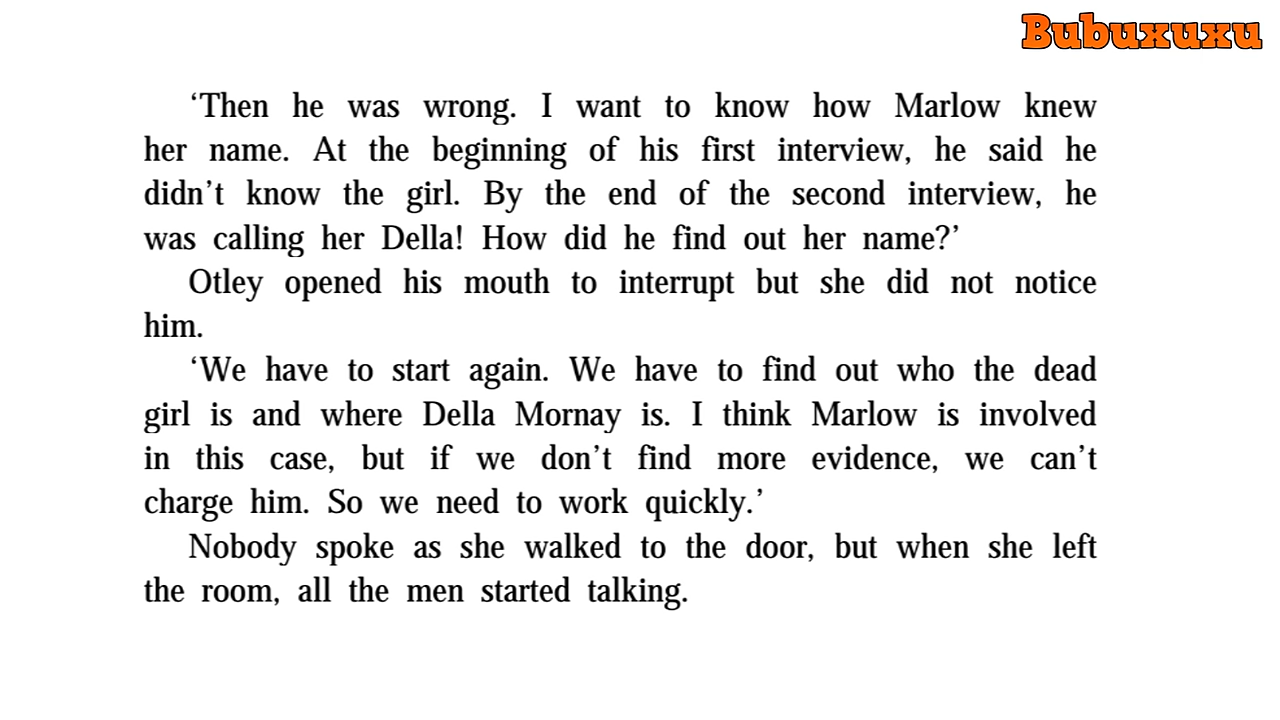 Bubuxuxu
‘Then he was wrong. I want to know how Marlow knew
her name. At the beginning of his first interview, he said he
didn’t know the girl. By the end of the second interview, he
was calling her Della! How did he find out her name?’
Otley opened his mouth to interrupt but she did not notice
him.
‘We have to start again. We have to find out who the dead
girl is and where Della Mornay is. I think Marlow is involved
in this case, but if we don’t find more evidence, we can’t
charge him. So we need to work quickly.’
Nobody spoke as she walked to the door, but when she left
the room, all the men started talking.